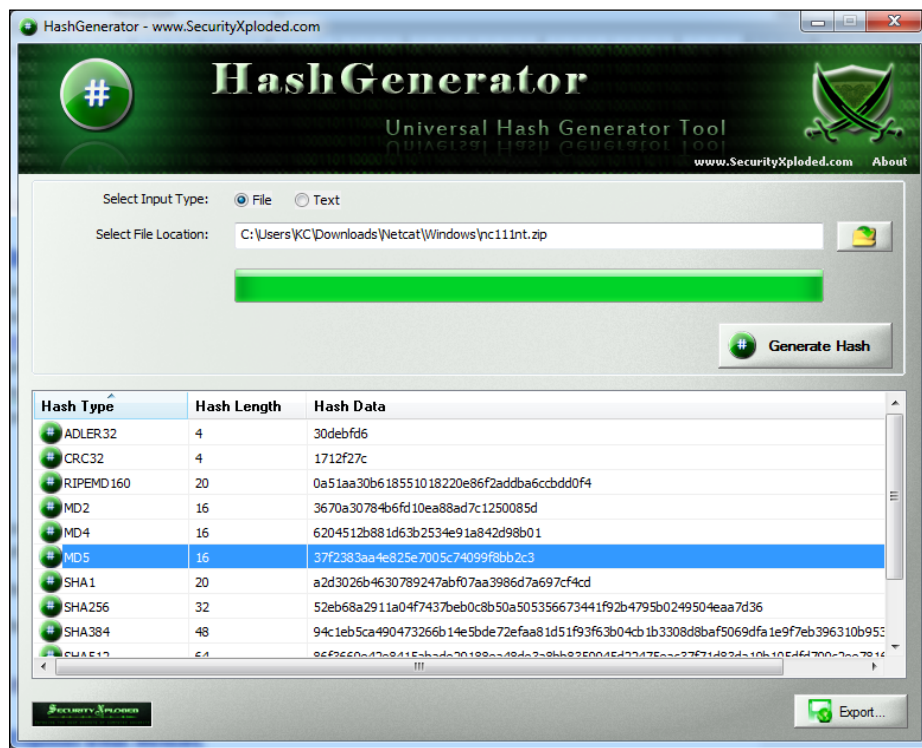 HashGenerator - www.SecurityXploded.com
#
HashGenerator
Universal Hash Generator Tool
www.SecurityXploded.com About
Select Input Type: File Text
Select File Location: C:\Users\KC\Downloads\Netcat\Windows\nc111nt.zip
# Generate Hash
Hash Type Hash Length Hash Data
# ADLER32 4 30debfd6
# CRC32 4 1712f27c
# RIPEMD160 20 0a51aa30b618551018220e86f2addba6ccbdd0f4
# MD2 16 3670a30784b6fd10ea88ad7c1250085d
# MD4 16 6204512b881d63b2534e91a842d98b01
# MD5 16 37f2383aa4e825e7005c74099f8bb2c3
# SHA1 20 a2d3026b4630789247abf07aa3986d7a697cf4cd
# SHA256 32 52eb68a2911a04f7437beb0c8b50a505356673441f92b4795b0249504eaa7d36
# SHA384 48 94c1eb5ca490473266b14e5bde72efaa81d51f93f63b04cb1b3308d8baf5069dfa1e9f7eb396310b953
# SHA512 64
SecurityXploded
Export...